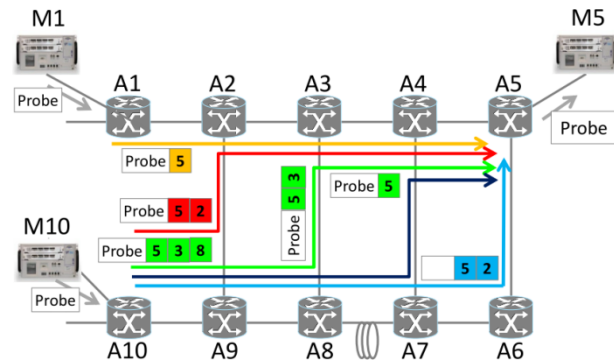 M1
M5
A1 A2 A3 A4 A5
Probe
Probe
Probe 5
Probe 5 3
Probe 5
Probe 5 2
M10
Probe 5 3 8
5 2
Probe
A10 A9 A8 A7 A6